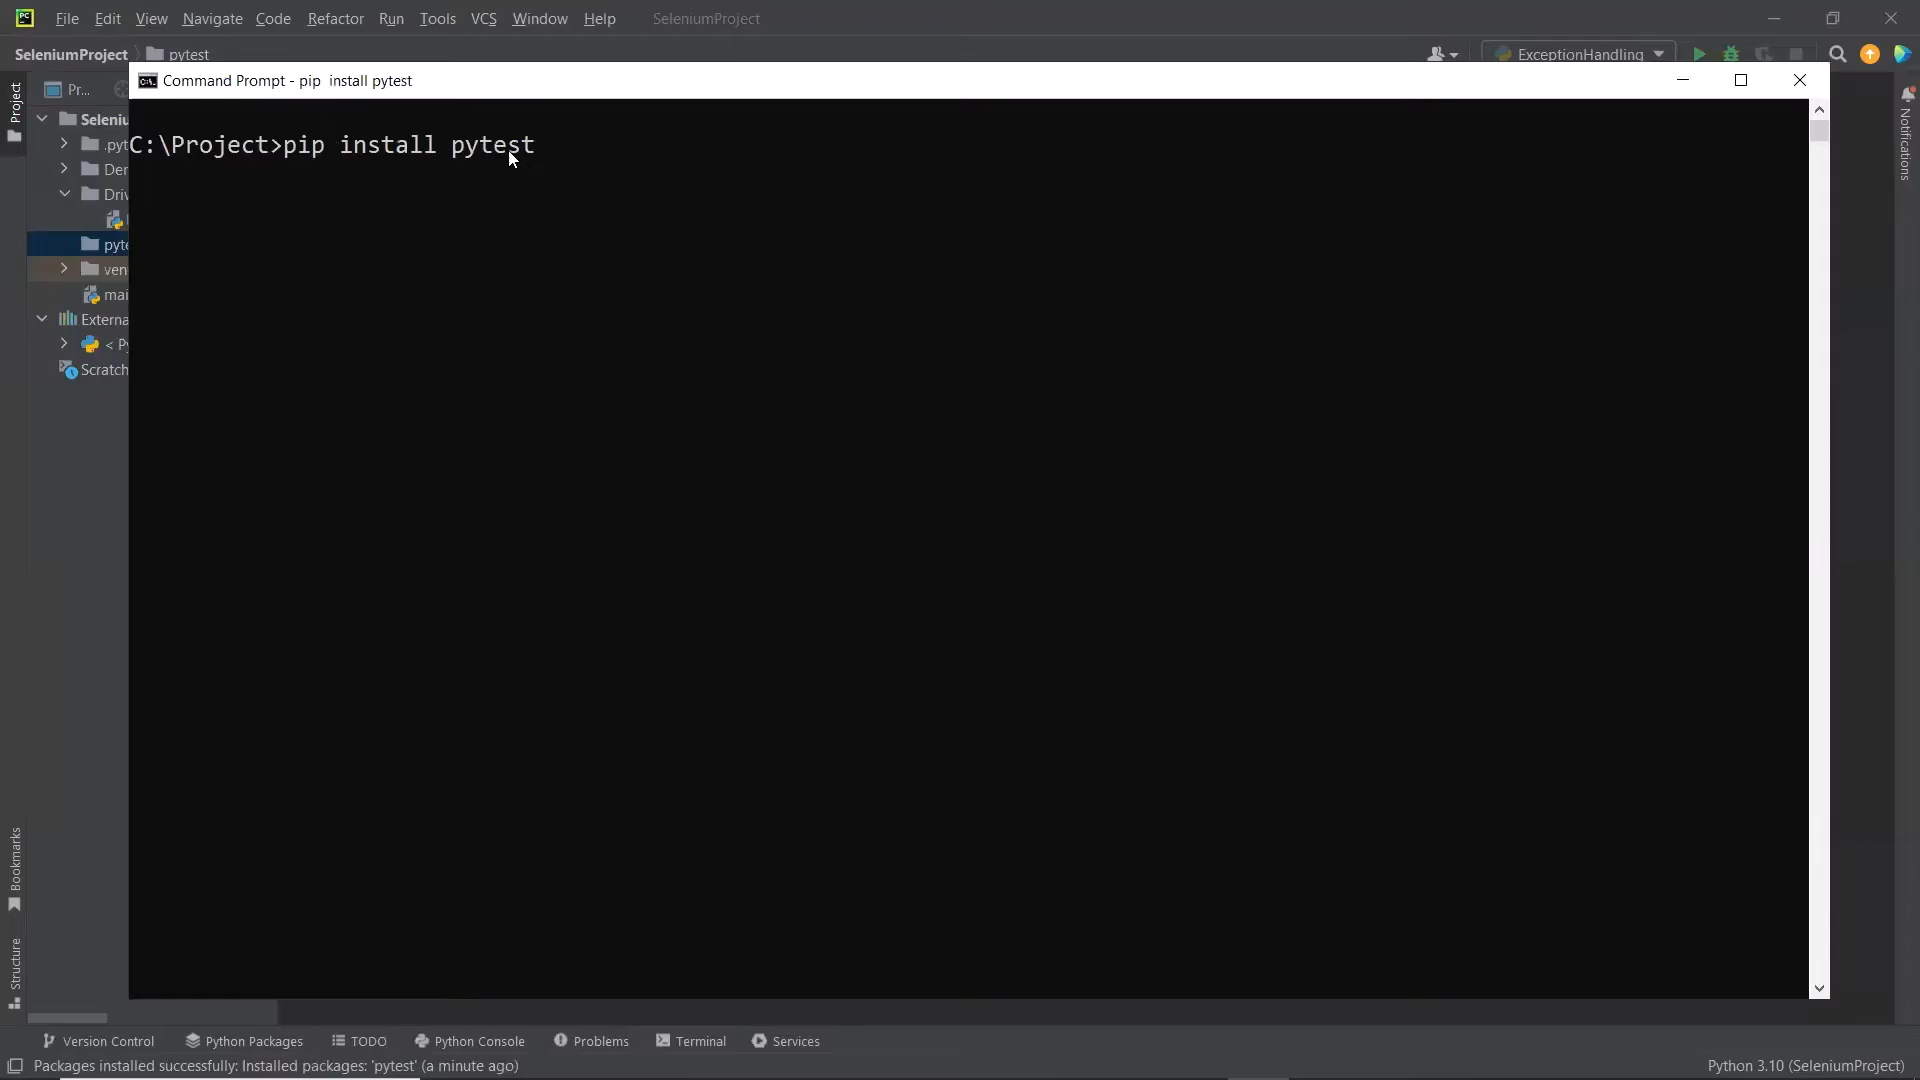 File Edit View Navigate Code Refactor Run Tools VCS Window Help SeleniumProject
SeleniumProject pytest ExceptionHandling
Command Prompt - pip  install pytest
Project
Pr...
Seleniu
.pyt
Der
Driv
pyte
ven
mai
Externa
< Py
Scratch
C:\Project>pip install pytest
Notifications
Bookmarks
Structure
Version Control Python Packages TODO Python Console Problems Terminal Services
Packages installed successfully: Installed packages: 'pytest' (a minute ago) Python 3.10 (SeleniumProject)